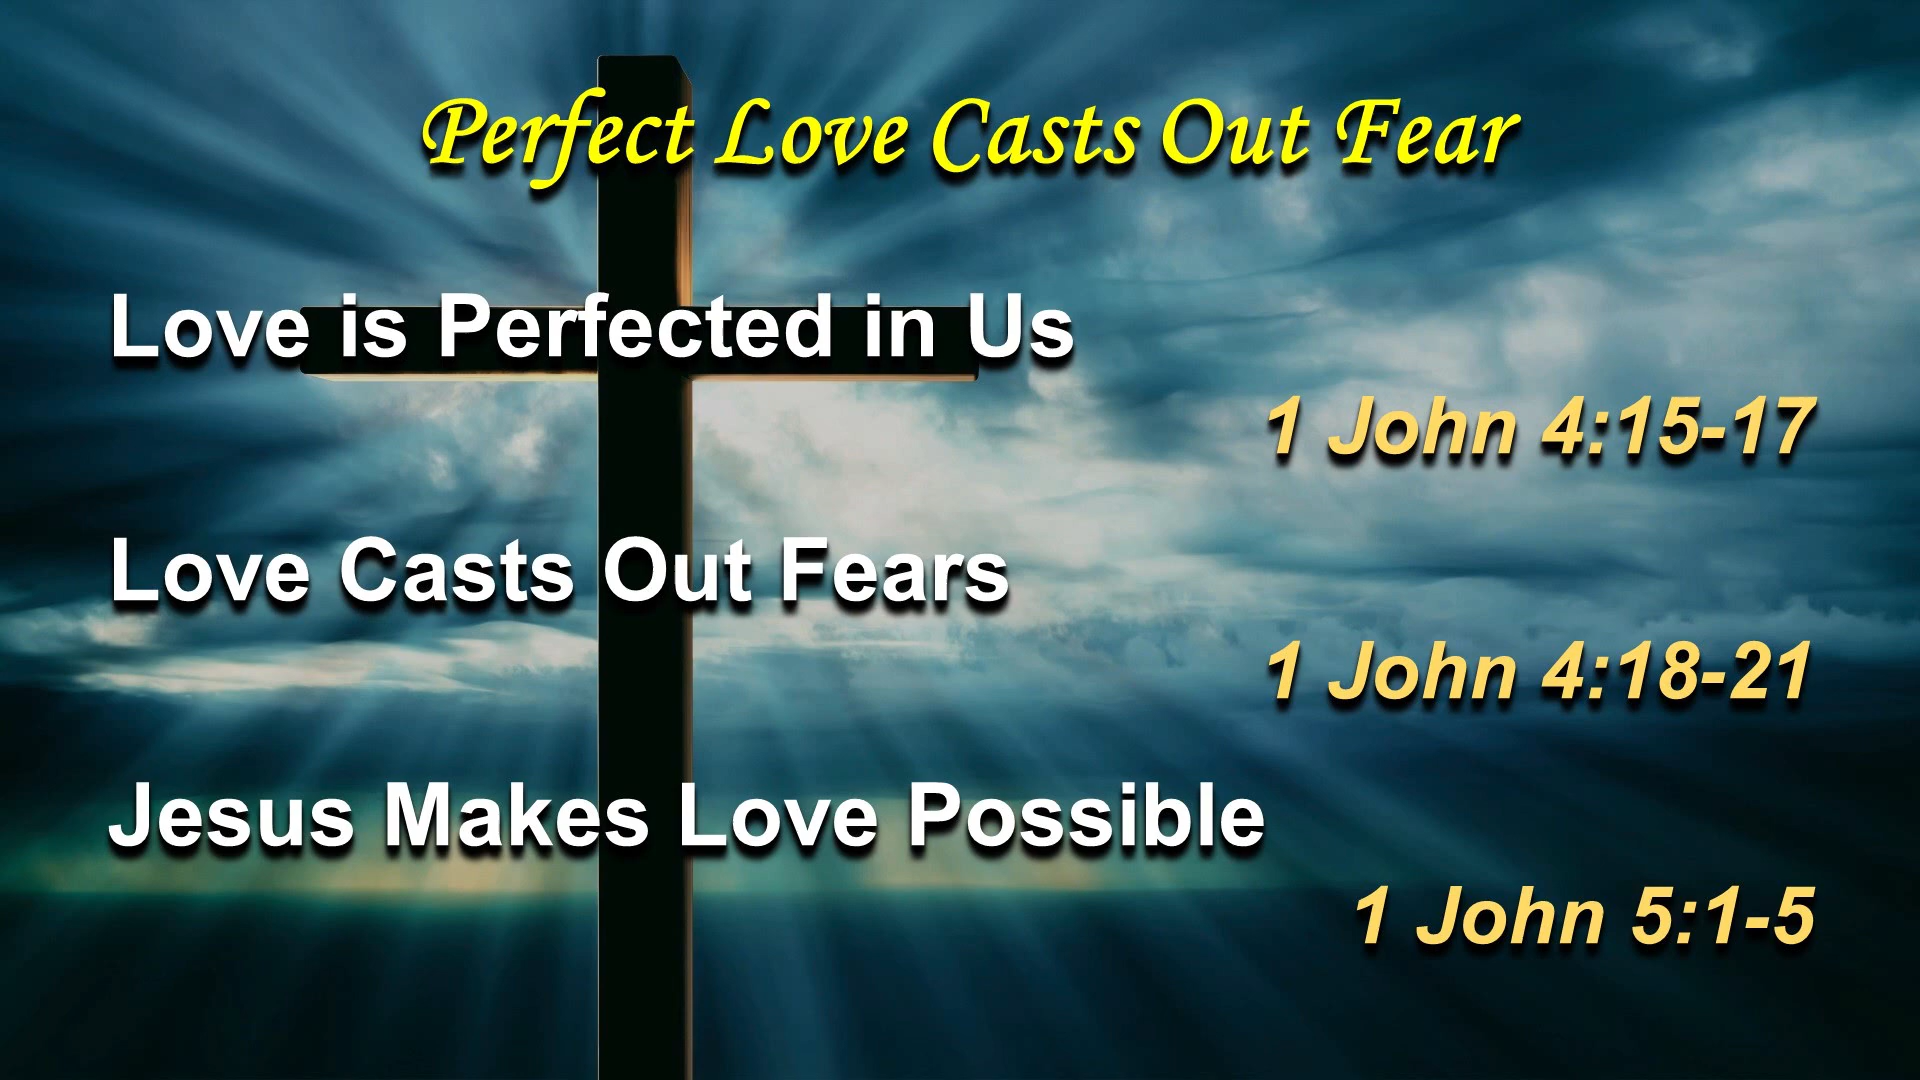 Perfect Love Casts Out Fear
Love is Perfected in Us
1 John 4:15-17
Love Casts Out Fears
1 John 4:18-21
Jesus Makes Love Possible
1 John 5:1-5